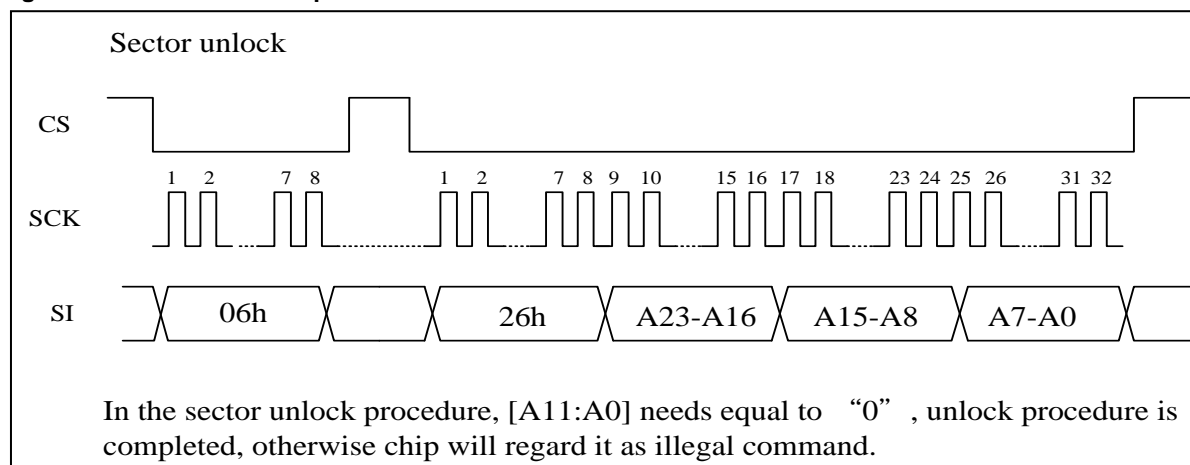 Sector unlock
CS
1 2 7 8 1 2 7 8 9 10 15 16 17 18 23 24 25 26 31 32
SCK
SI 06h 26h A23-A16 A15-A8 A7-A0
In the sector unlock procedure, [A11:A0] needs equal to “0”, unlock procedure is
completed, otherwise chip will regard it as illegal command.